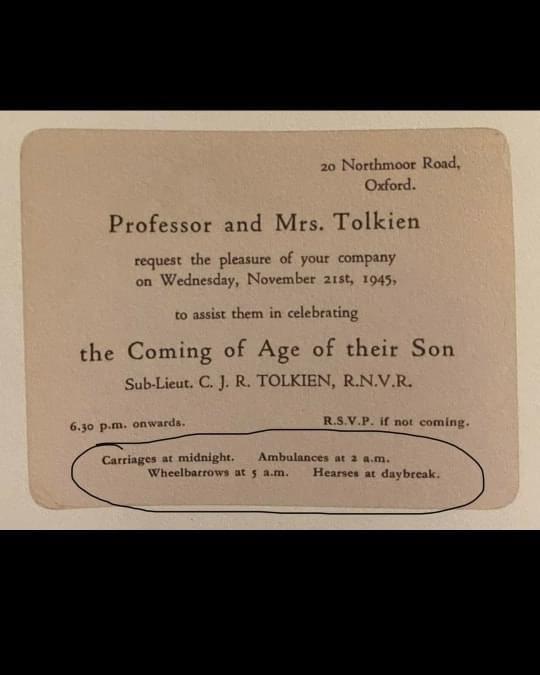 20 Northmoor Road,
Oxford.
Professor and Mrs. Tolkien
request the pleasure of your company
on Wednesday, November 21st, 1945,
to assist them in celebrating
the Coming of Age of their Son
Sub-Lieut. C. J. R. TOLKIEN, R.N.V.R.
6.30 p.m. onwards. R.S.V.P. if not coming.
Carriages at midnight. Ambulances at 2 a.m.
Wheelbarrows at 5 a.m. Hearses at daybreak.